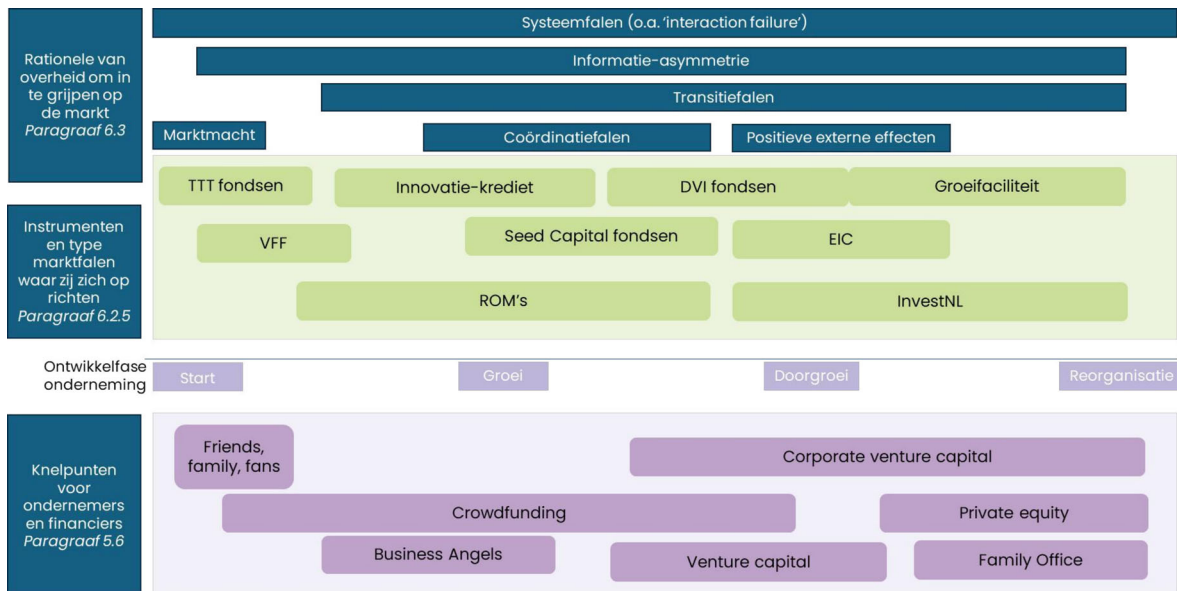 Systeemfalen (o.a. ‘interaction failure’)
Rationele van
overheid om in
te grijpen op
de markt
Paragraaf 6.3
Informatie-asymmetrie
Transitiefalen
Marktmacht
Coördinatiefalen
Positieve externe effecten
TTT fondsen
Innovatie-krediet
DVI fondsen
Groeifaciliteit
Instrumenten
en type
marktfalen
waar zij zich op
richten
Paragraaf 6.2.5
VFF
Seed Capital fondsen
EIC
ROM’s
InvestNL
Ontwikkelfase
onderneming
Start
Groei
Doorgroei
Reorganisatie
Knelpunten
voor
ondernemers
en financiers
Paragraaf 5.6
Friends,
family, fans
Corporate venture capital
Crowdfunding
Private equity
Business Angels
Venture capital
Family Office